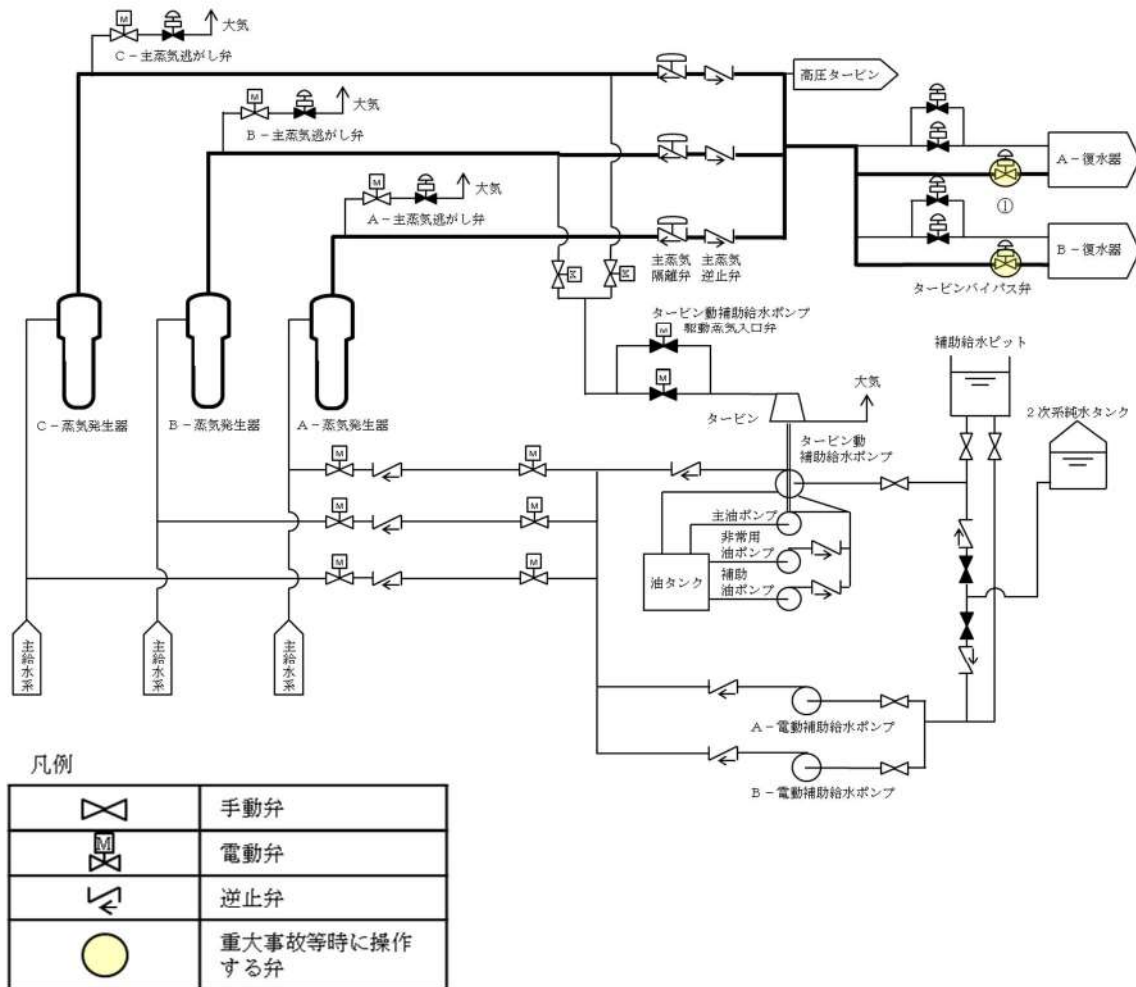 大気
C－主蒸気逃がし弁
大気
B－主蒸気逃がし弁
大気
A－主蒸気逃がし弁
高圧タービン
A－復水器
①
B－復水器
タービンバイパス弁
主蒸気
隔離弁
主蒸気
逆止弁
C－蒸気発生器
B－蒸気発生器
A－蒸気発生器
タービン動補助給水ポンプ
駆動蒸気入口弁
大気
タービン
補助給水ピット
2次系純水タンク
タービン動
補助給水ポンプ
主油ポンプ
非常用
油ポンプ
補助
油ポンプ
油タンク
主給水系
主給水系
主給水系
A－電動補助給水ポンプ
B－電動補助給水ポンプ
M
M
M
M
M
M
M
M
M
M
M
M
M
凡例
手動弁
M
電動弁
逆止弁
重大事故等時に操作
する弁